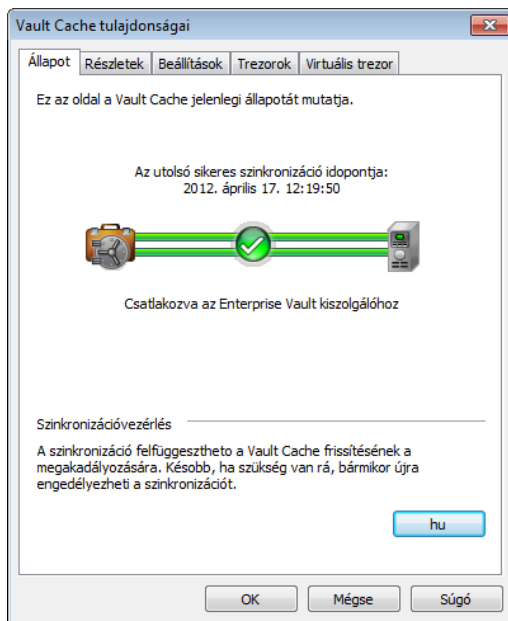 Vault Cache tulajdonságai
Állapot Részletek Beállítások Trezorok Virtuális trezor
Ez az oldal a Vault Cache jelenlegi állapotát mutatja.
Az utolsó sikeres szinkronizáció idopontja:
2012. április 17. 12:19:50
Csatlakozva az Enterprise Vault kiszolgálóhoz
Szinkronizációvezérlés
A szinkronizáció felfüggesztheto a Vault Cache frissítésének a
megakadályozására. Késobb, ha szükség van rá, bármikor újra
engedélyezheti a szinkronizációt.
hu
OK Mégse Súgó